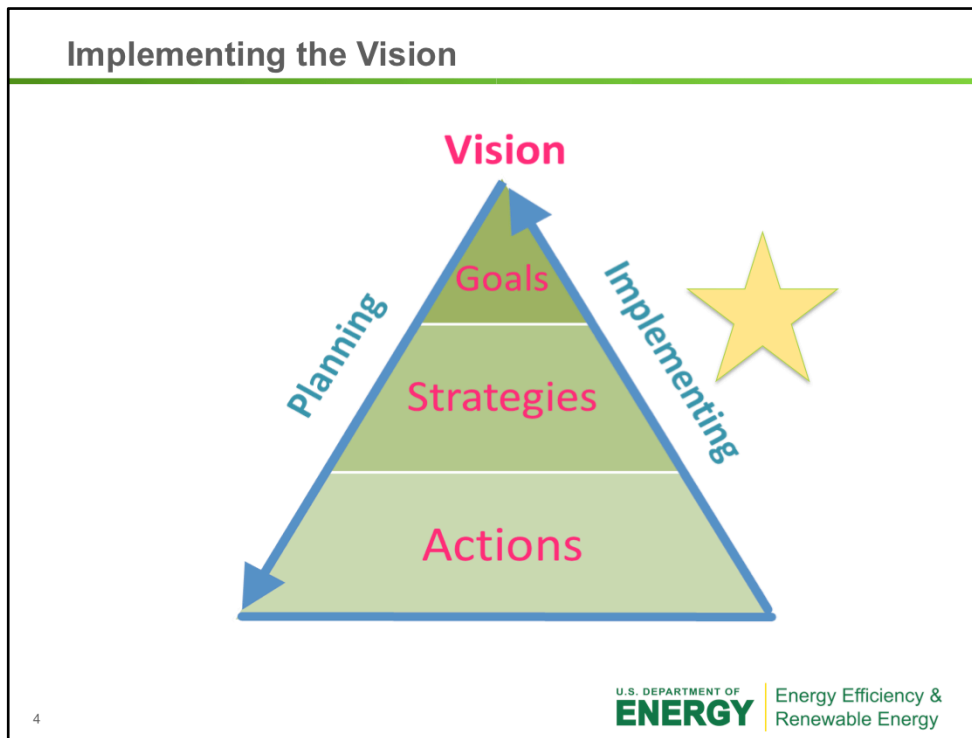 Implementing the Vision
Vision
Goals
Planning
Implementing
Strategies
Actions
4
U.S. DEPARTMENT OF
ENERGY
Energy Efficiency &
Renewable Energy